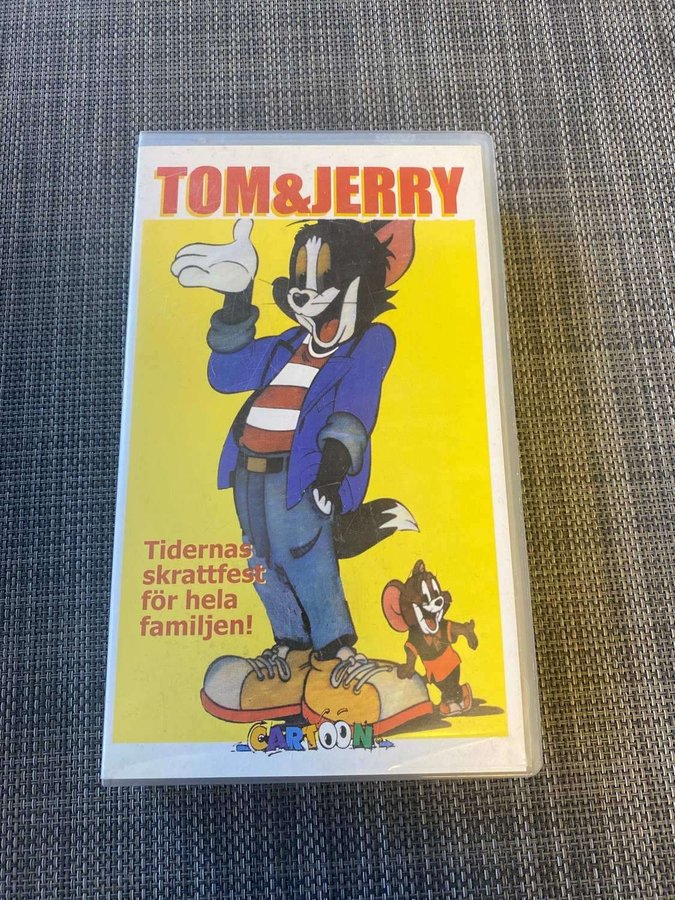 TOM&JERRY
Tidernas
skrattfest
för hela
familjen!
CARTOON